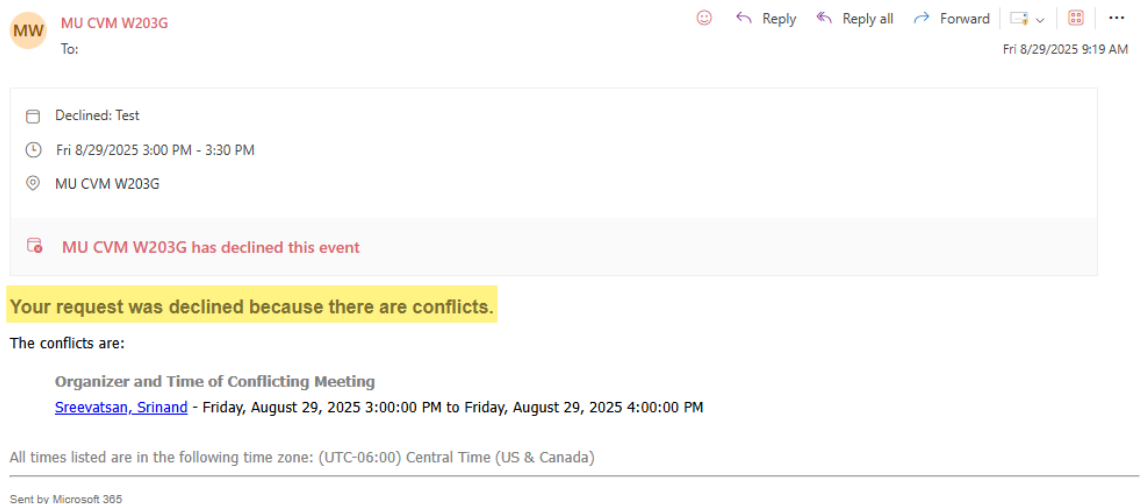 MW
MU CVM W203G
Reply
Reply all
Forward
To:
Fri 8/29/2025 9:19 AM
Declined: Test
Fri 8/29/2025 3:00 PM - 3:30 PM
MU CVM W203G
MU CVM W203G has declined this event
Your request was declined because there are conflicts.
The conflicts are:
Organizer and Time of Conflicting Meeting
Sreevatsan, Srinand - Friday, August 29, 2025 3:00:00 PM to Friday, August 29, 2025 4:00:00 PM
All times listed are in the following time zone: (UTC-06:00) Central Time (US & Canada)
Sent by Microsoft 365